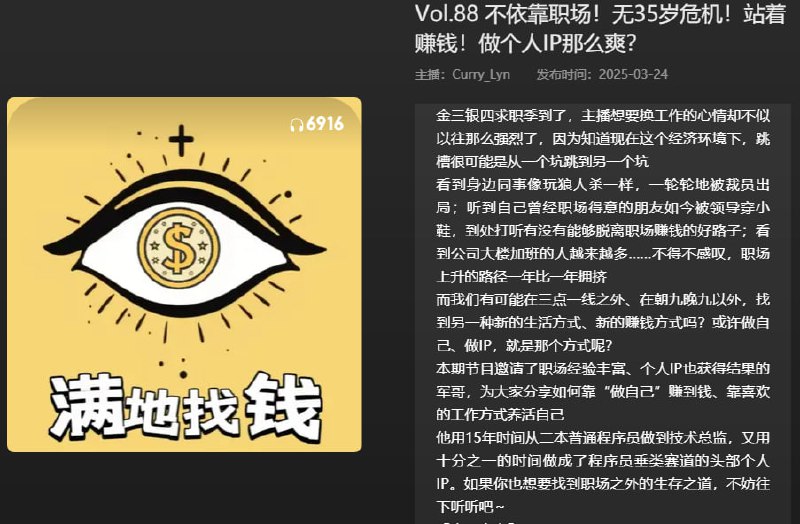 Vol.88 不依靠职场！无35岁危机！站着
赚钱！做个人IP那么爽？
主播：Curry_Lyn 发布时间：2025-03-24
6916
满地找钱
金三银四求职季到了，主播想要换工作的心情却不似
以往那么强烈了，因为知道现在这个经济环境下，跳
槽很可能是从一个坑跳到另一个坑
看到身边同事像玩狼人杀一样，一轮轮地被裁员出
局；听到自己曾经职场得意的朋友如今被领导穿小
鞋，到处打听有没有能够脱离职场赚钱的好路子；看
到公司大楼加班的人越来越多……不得不感叹，职场
上升的路径一年比一年拥挤
而我们有可能在三点一线之外、在朝九晚九以外，找
到另一种新的生活方式、新的赚钱方式吗？或许做自
己、做IP，就是那个方式呢？
本期节目邀请了职场经验丰富、个人IP也获得结果的
军哥，为大家分享如何靠“做自己”赚到钱、靠喜欢
的工作方式养活自己
他用15年时间从二本普通程序员做到技术总监，又用
十分之一的时间做成了程序员垂类赛道的头部个人
IP。如果你也想要找到职场之外的生存之道，不妨往
下听听吧～